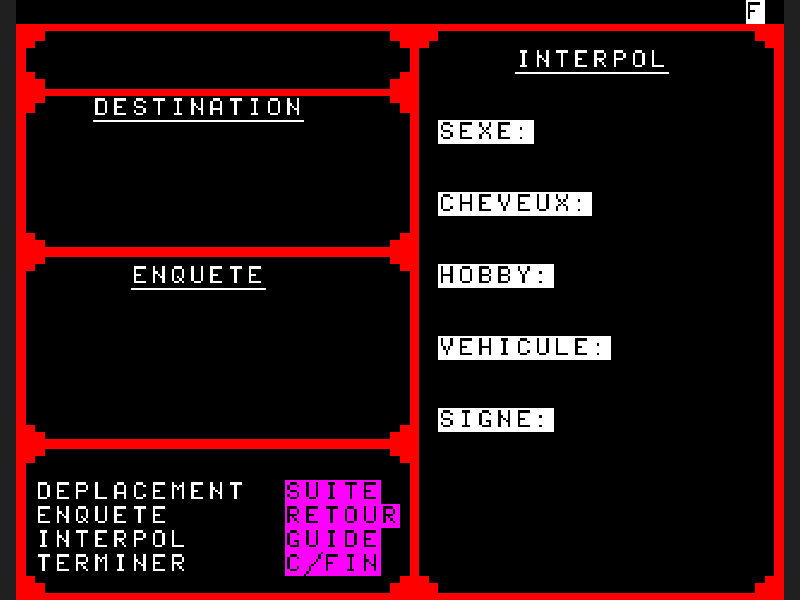 F
INTERPOL
DESTINATION
SEXE:
CHEVEUX:
ENQUETE
HOBBY:
VEHICULE:
SIGNE:
DEPLACEMENT SUITE
ENQUETE RETOUR
INTERPOL GUIDE
TERMINER C/FIN